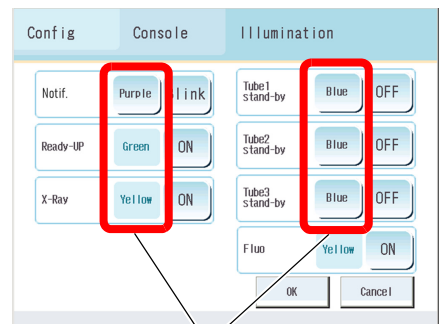 Config Console Illumination
Notif. Purple link
Ready-UP Green ON
X-Ray Yellow ON
Tube1 stand-by Blue OFF
Tube2 stand-by Blue OFF
Tube3 stand-by Blue OFF
Fluo Yellow ON
OK Cancel